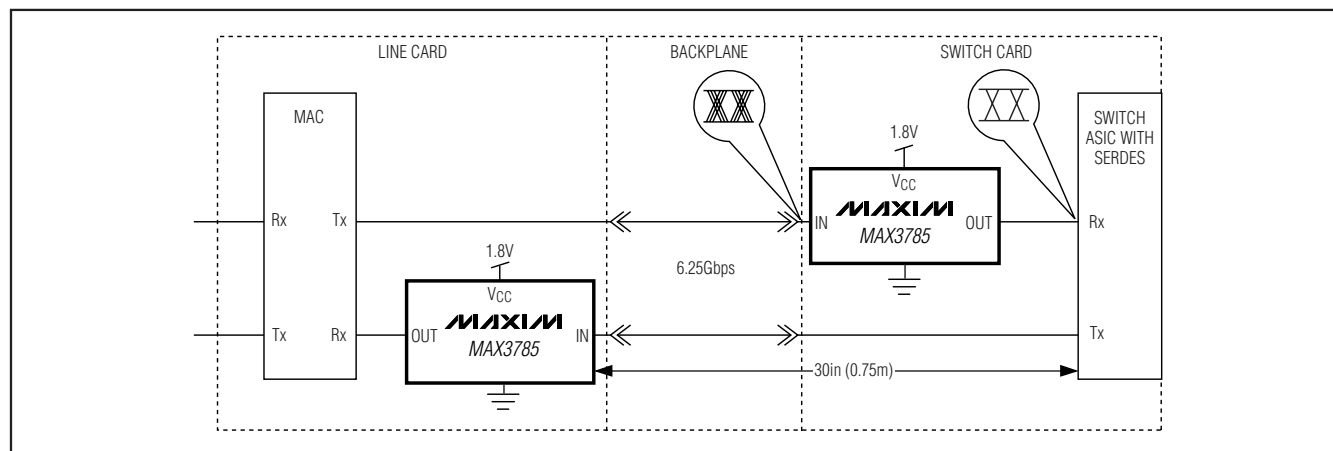 LINE CARD
BACKPLANE
SWITCH CARD
MAC
SWITCH
ASIC WITH
SERDES
1.8V
VCC
MAXIM
MAX3785
IN
OUT
Rx
Tx
Rx
6.25Gbps
1.8V
VCC
MAXIM
MAX3785
OUT
IN
Tx
Rx
Tx
30in (0.75m)